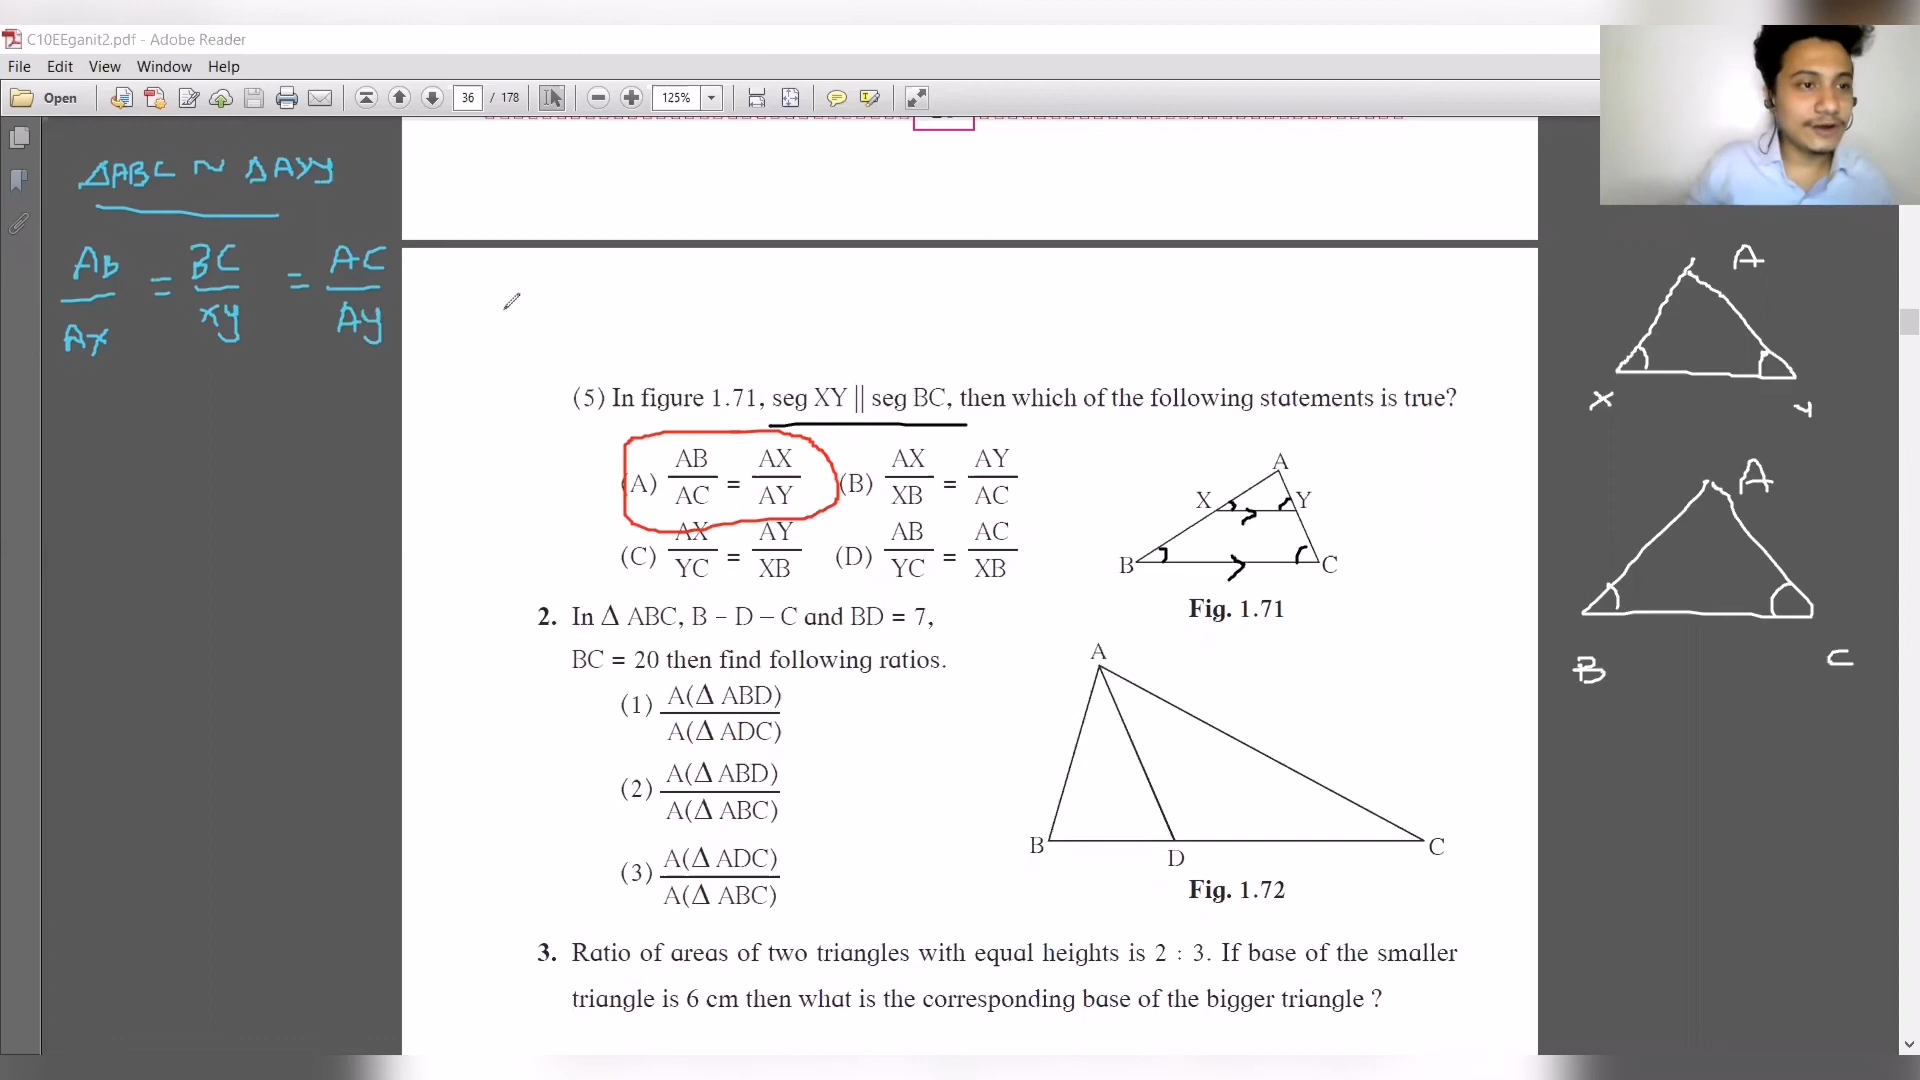 C10EEganit2.pdf - Adobe Reader
File Edit View Window Help
Open 36 / 178 125%
ΔABC ~ ΔAYY
AB/AX = BC/XY = AC/AY
(5) In figure 1.71, seg XY || seg BC, then which of the following statements is true?
(A) AB/AC = AX/AY (B) AX/XB = AY/AC
(C) AX/YC = AY/XB (D) AB/YC = AC/XB
A
X Y
B C
Fig. 1.71
2. In Δ ABC, B – D – C and BD = 7,
BC = 20 then find following ratios.
(1) A(Δ ABD)/A(Δ ADC)
(2) A(Δ ABD)/A(Δ ABC)
(3) A(Δ ADC)/A(Δ ABC)
A
B D C
Fig. 1.72
3. Ratio of areas of two triangles with equal heights is 2 : 3. If base of the smaller
triangle is 6 cm then what is the corresponding base of the bigger triangle ?
A
X Y
A
B C